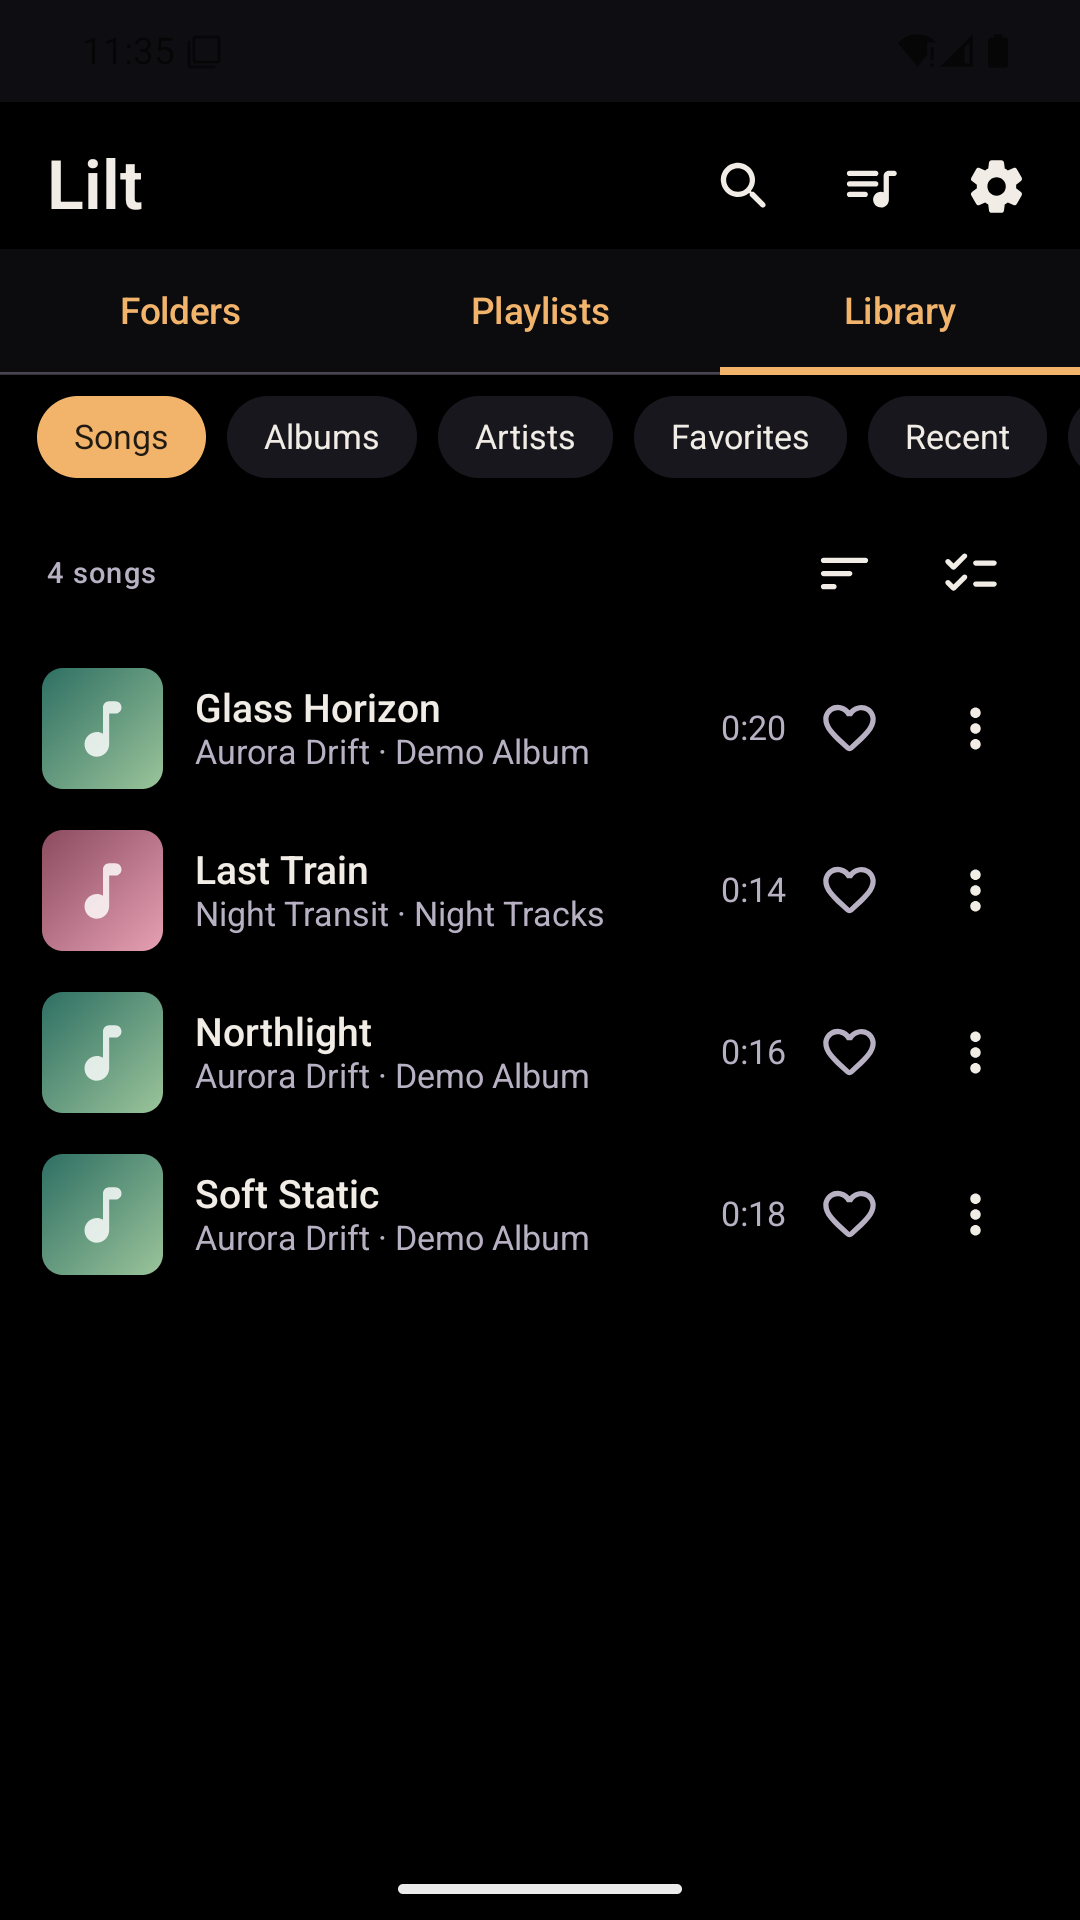 11:35
Lilt
Folders Playlists Library
Songs Albums Artists Favorites Recent
4 songs
Glass Horizon
Aurora Drift · Demo Album
0:20
Last Train
Night Transit · Night Tracks
0:14
Northlight
Aurora Drift · Demo Album
0:16
Soft Static
Aurora Drift · Demo Album
0:18